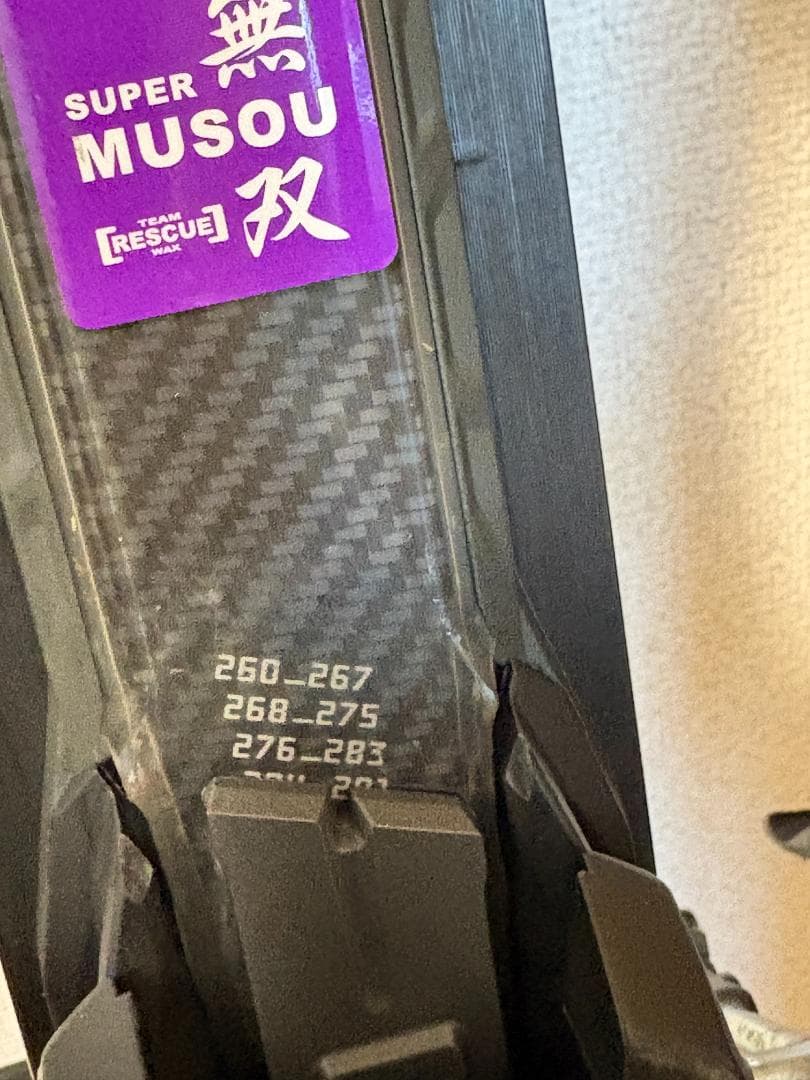 無
SUPER
MUSOU
双
TEAM
[RESCUE]
WAX
260_267
268_275
276_283